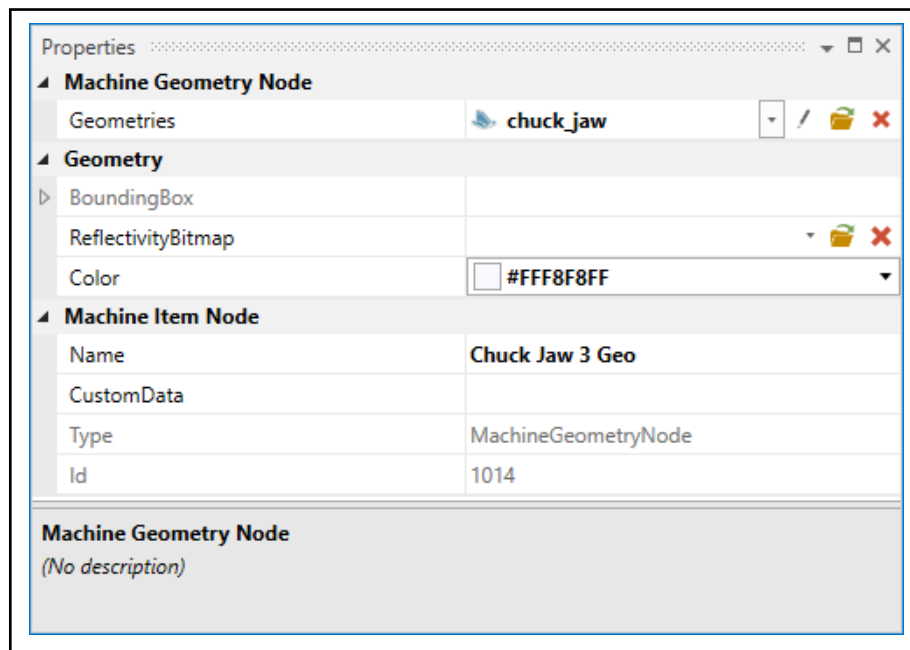 Properties
Machine Geometry Node
Geometries chuck_jaw
Geometry
BoundingBox
ReflectivityBitmap
Color #FFF8F8FF
Machine Item Node
Name Chuck Jaw 3 Geo
CustomData
Type MachineGeometryNode
Id 1014
Machine Geometry Node
(No description)